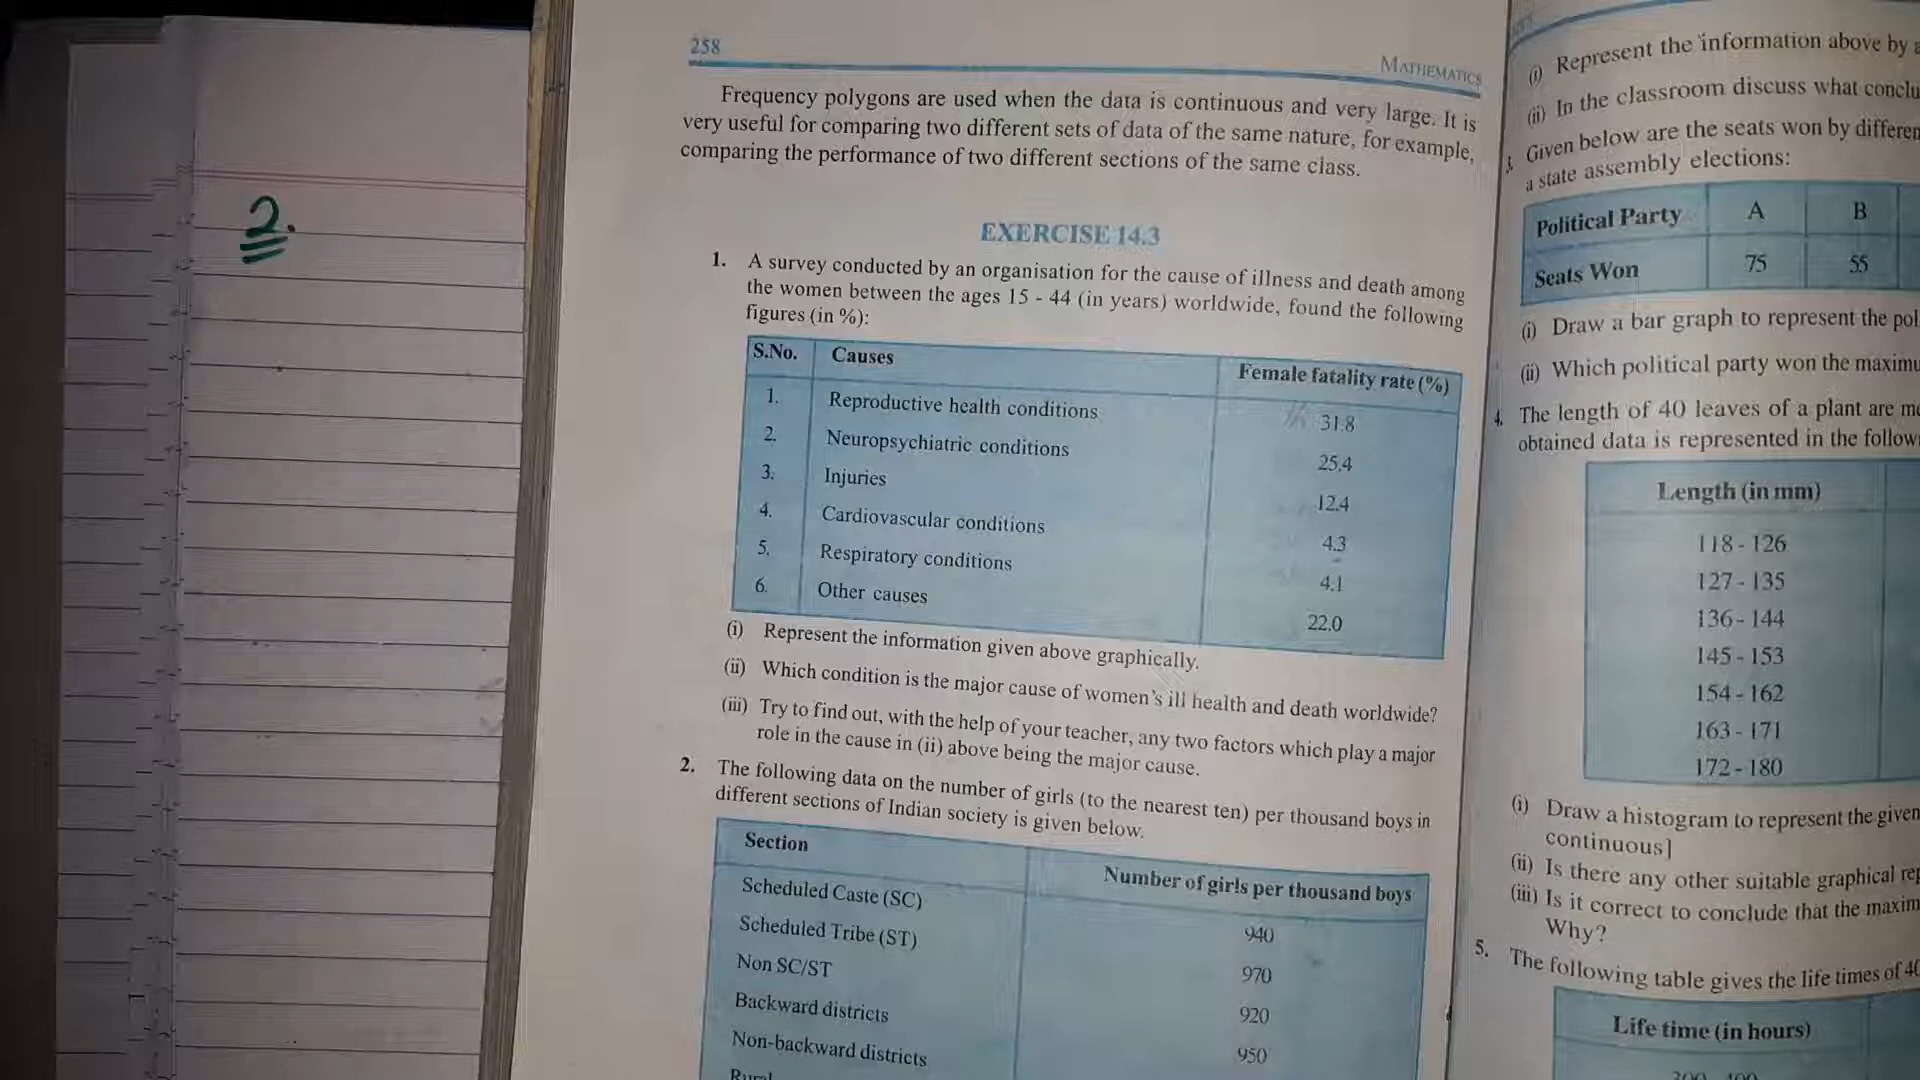 2.
258
MATHEMATICS
Frequency polygons are used when the data is continuous and very large. It is
very useful for comparing two different sets of data of the same nature, for example,
comparing the performance of two different sections of the same class.
EXERCISE 14.3
1. A survey conducted by an organisation for the cause of illness and death among
the women between the ages 15 - 44 (in years) worldwide, found the following
figures (in %):
S.No. Causes Female fatality rate (%)
1. Reproductive health conditions 31.8
2. Neuropsychiatric conditions 25.4
3. Injuries 12.4
4. Cardiovascular conditions 4.3
5. Respiratory conditions 4.1
6. Other causes 22.0
(i) Represent the information given above graphically.
(ii) Which condition is the major cause of women's ill health and death worldwide?
(iii) Try to find out, with the help of your teacher, any two factors which play a major
role in the cause in (ii) above being the major cause.
2. The following data on the number of girls (to the nearest ten) per thousand boys in
different sections of Indian society is given below.
Section Number of girls per thousand boys
Scheduled Caste (SC) 940
Scheduled Tribe (ST) 970
Non SC/ST 920
Backward districts 950
Non-backward districts
(i) Represent the information above by
(ii) In the classroom discuss what
Given below are the seats won by
a state assembly elections:
Political Party A B
Seats Won 75 55
(i) Draw a bar graph to represent the
(ii) Which political party won the
4. The length of 40 leaves of a plant are
obtained data is represented in the
Length (in mm)
118 - 126
127 - 135
136 - 144
145 - 153
154 - 162
163 - 171
172 - 180
(i) Draw a histogram to represent the given
continuous]
(ii) Is there any other suitable graphical
(iii) Is it correct to conclude that the
Why?
5. The following table gives the life times of
Life time (in hours)